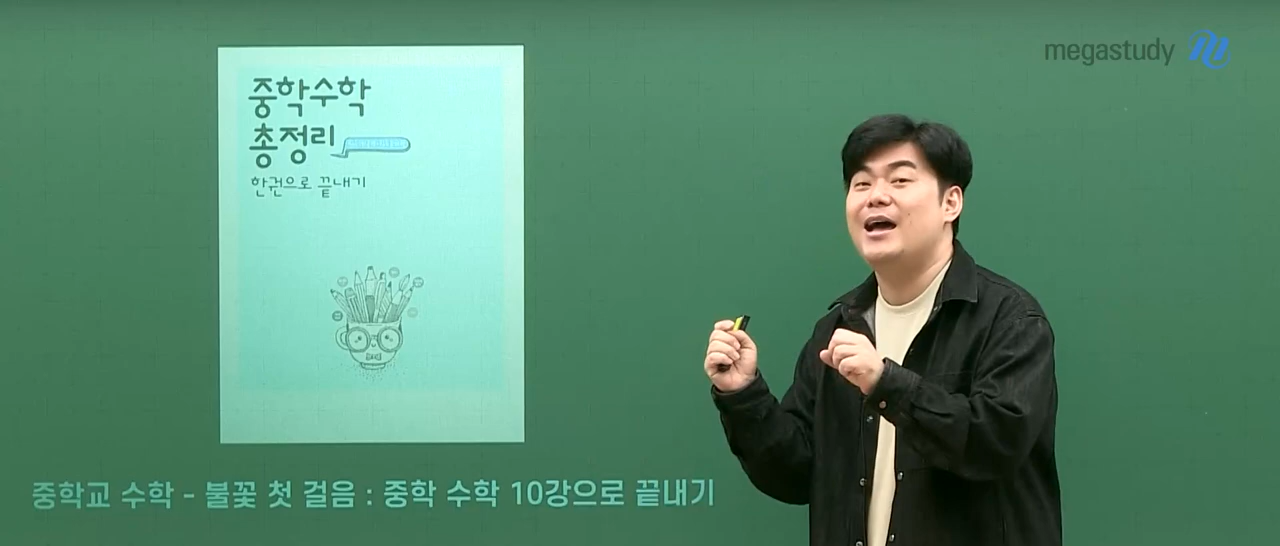 megastudy
중학수학
총정리
한권으로 끝내기
중학교 수학 - 불꽃 첫 걸음 : 중학 수학 10강으로 끝내기